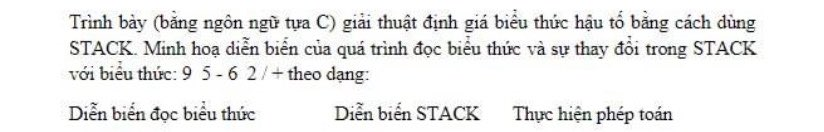 Trình bày (bằng ngôn ngữ tựa C) giải thuật định giá biểu thức hậu tố bằng cách dùng
STACK. Minh hoạ diễn biến của quá trình đọc biểu thức và sự thay đổi trong STACK
với biểu thức: 9 5 - 6 2 / + theo dạng:
Diễn biến đọc biểu thức Diễn biến STACK Thực hiện phép toán